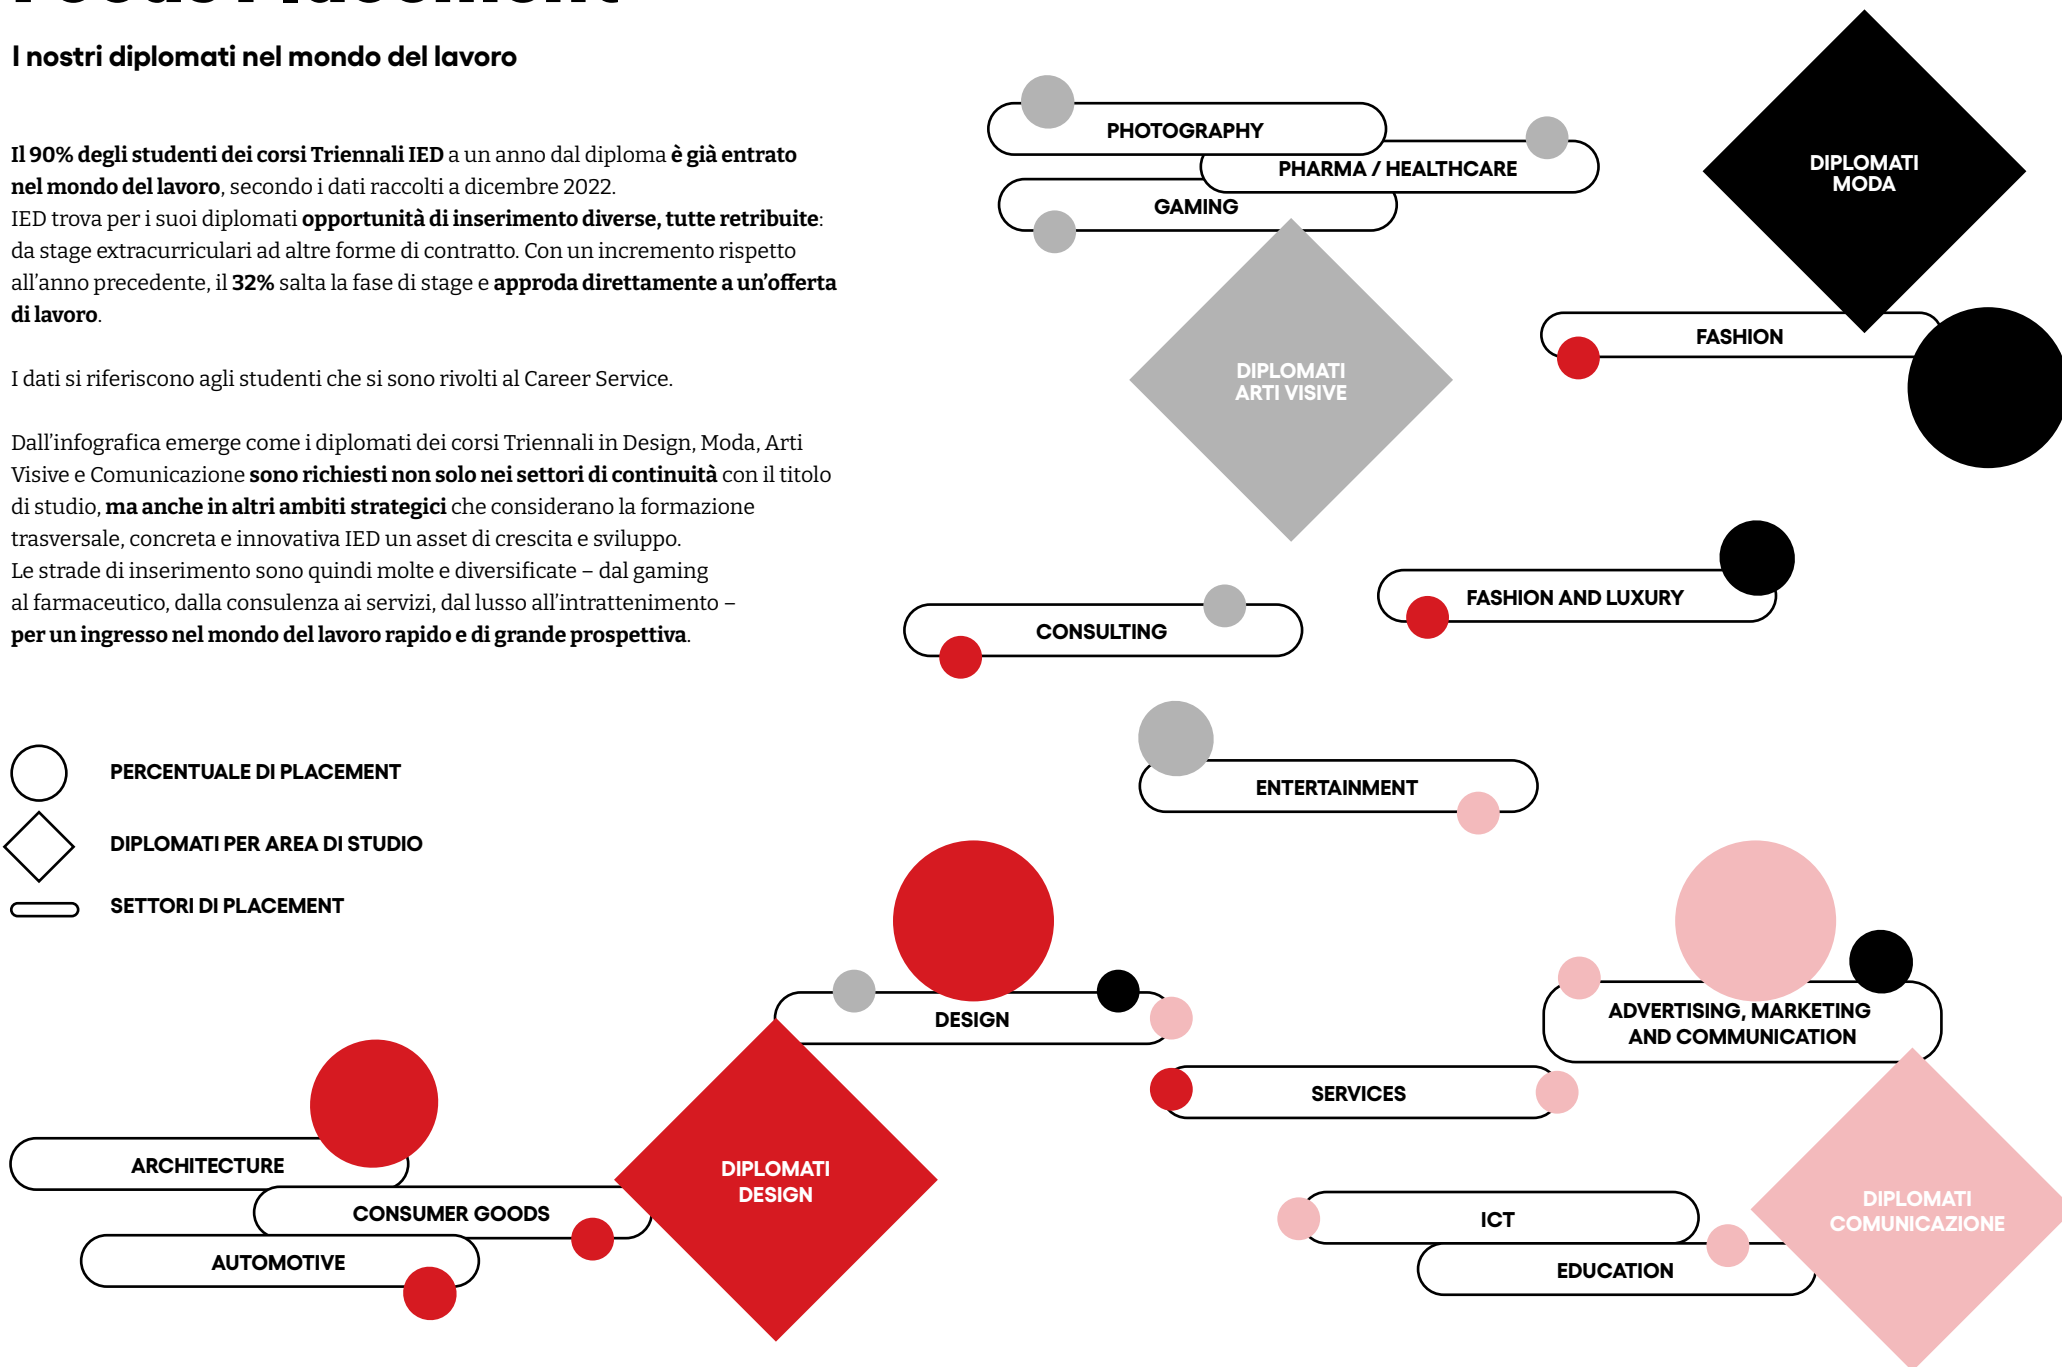 Focus Placement
I nostri diplomati nel mondo del lavoro
Il 90% degli studenti dei corsi Triennali IED a un anno dal diploma è già entrato
nel mondo del lavoro, secondo i dati raccolti a dicembre 2022.
IED trova per i suoi diplomati opportunità di inserimento diverse, tutte retribuite:
da stage extracurriculari ad altre forme di contratto. Con un incremento rispetto
all’anno precedente, il 32% salta la fase di stage e approda direttamente a un’offerta
di lavoro.
I dati si riferiscono agli studenti che si sono rivolti al Career Service.
Dall’infografica emerge come i diplomati dei corsi Triennali in Design, Moda, Arti
Visive e Comunicazione sono richiesti non solo nei settori di continuità con il titolo
di studio, ma anche in altri ambiti strategici che considerano la formazione
trasversale, concreta e innovativa IED un asset di crescita e sviluppo.
Le strade di inserimento sono quindi molte e diversificate – dal gaming
al farmaceutico, dalla consulenza ai servizi, dal lusso all’intrattenimento –
per un ingresso nel mondo del lavoro rapido e di grande prospettiva.
PERCENTUALE DI PLACEMENT
DIPLOMATI PER AREA DI STUDIO
SETTORI DI PLACEMENT
PHOTOGRAPHY
PHARMA / HEALTHCARE
GAMING
DIPLOMATI
MODA
FASHION
DIPLOMATI
ARTI VISIVE
FASHION AND LUXURY
CONSULTING
ENTERTAINMENT
DESIGN
ADVERTISING, MARKETING
AND COMMUNICATION
SERVICES
ARCHITECTURE
CONSUMER GOODS
AUTOMOTIVE
DIPLOMATI
DESIGN
ICT
EDUCATION
DIPLOMATI
COMUNICAZIONE